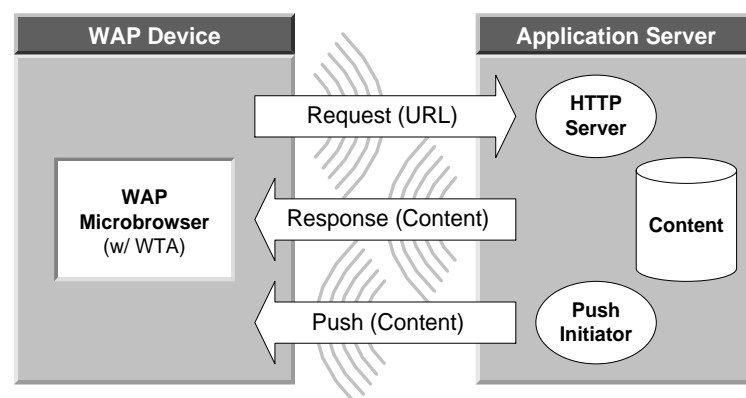 WAP Device
Application Server
Request (URL)
HTTP
Server
WAP
Microbrowser
(w/ WTA)
Response (Content)
Content
Push (Content)
Push
Initiator